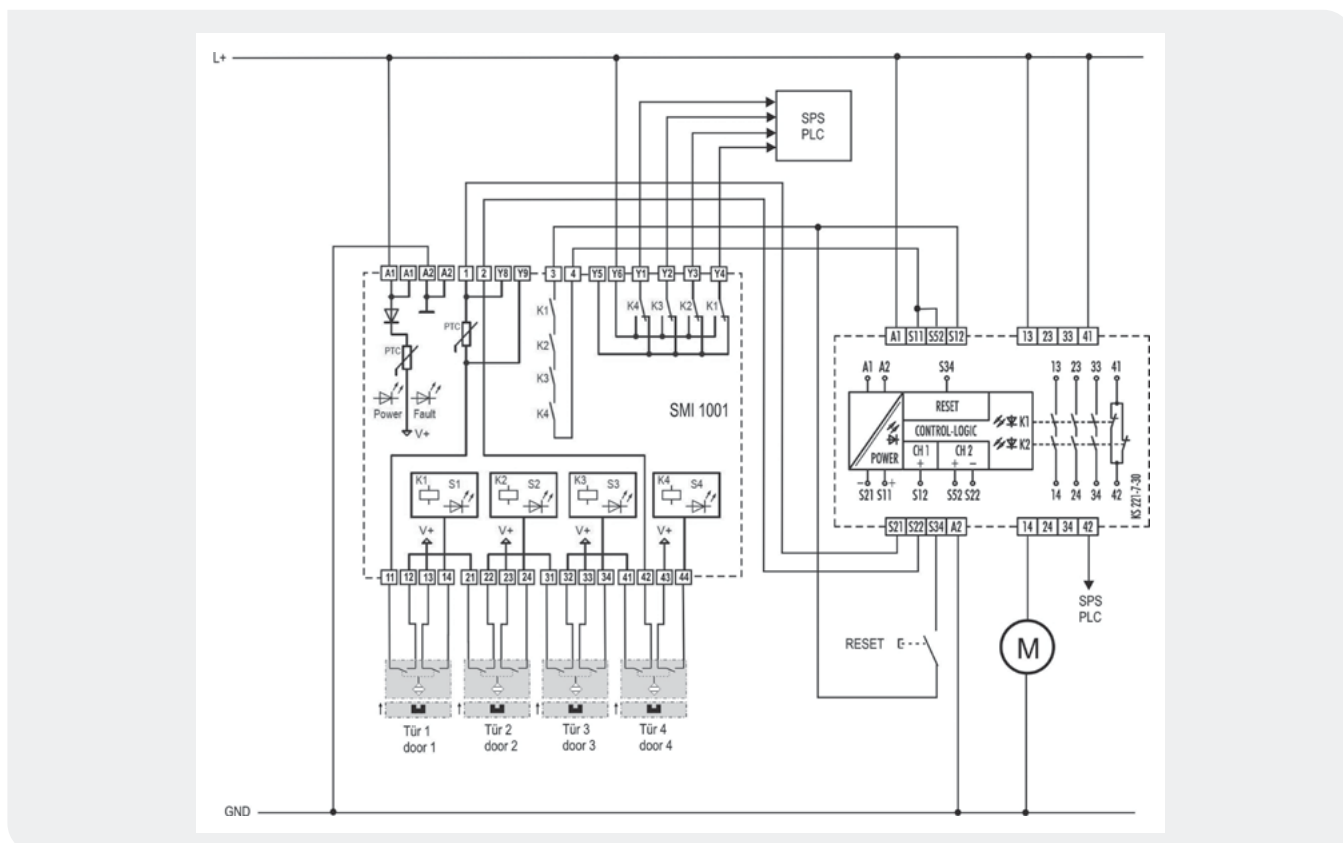 L+
SPS
PLC
A1 A1 A2 A2 1 2 Y8 Y9 3 4 Y5 Y6 Y1 Y2 Y3 Y4
K1
K2
K3
K4
K4 K3 K2 K1
PTC
PTC
Power Fault
V+
SMI 1001
K1 S1
K2 S2
K3 S3
K4 S4
V+ V+ V+ V+
11 12 13 14 21 22 23 24 31 32 33 34 41 42 43 44
Tür 1
door 1
Tür 2
door 2
Tür 3
door 3
Tür 4
door 4
A1 S11 S52 S12
13 23 33 41
A1 A2 S34
13 23 33 41
RESET
CONTROL-LOGIC
POWER
CH 1
+
CH 2
+ −
K1
K2
− S21 S11 + S12 S52 S22
14 24 34 42
KS 221-7-30
S21 S22 S34 A2
14 24 34 42
SPS
PLC
RESET
M
GND